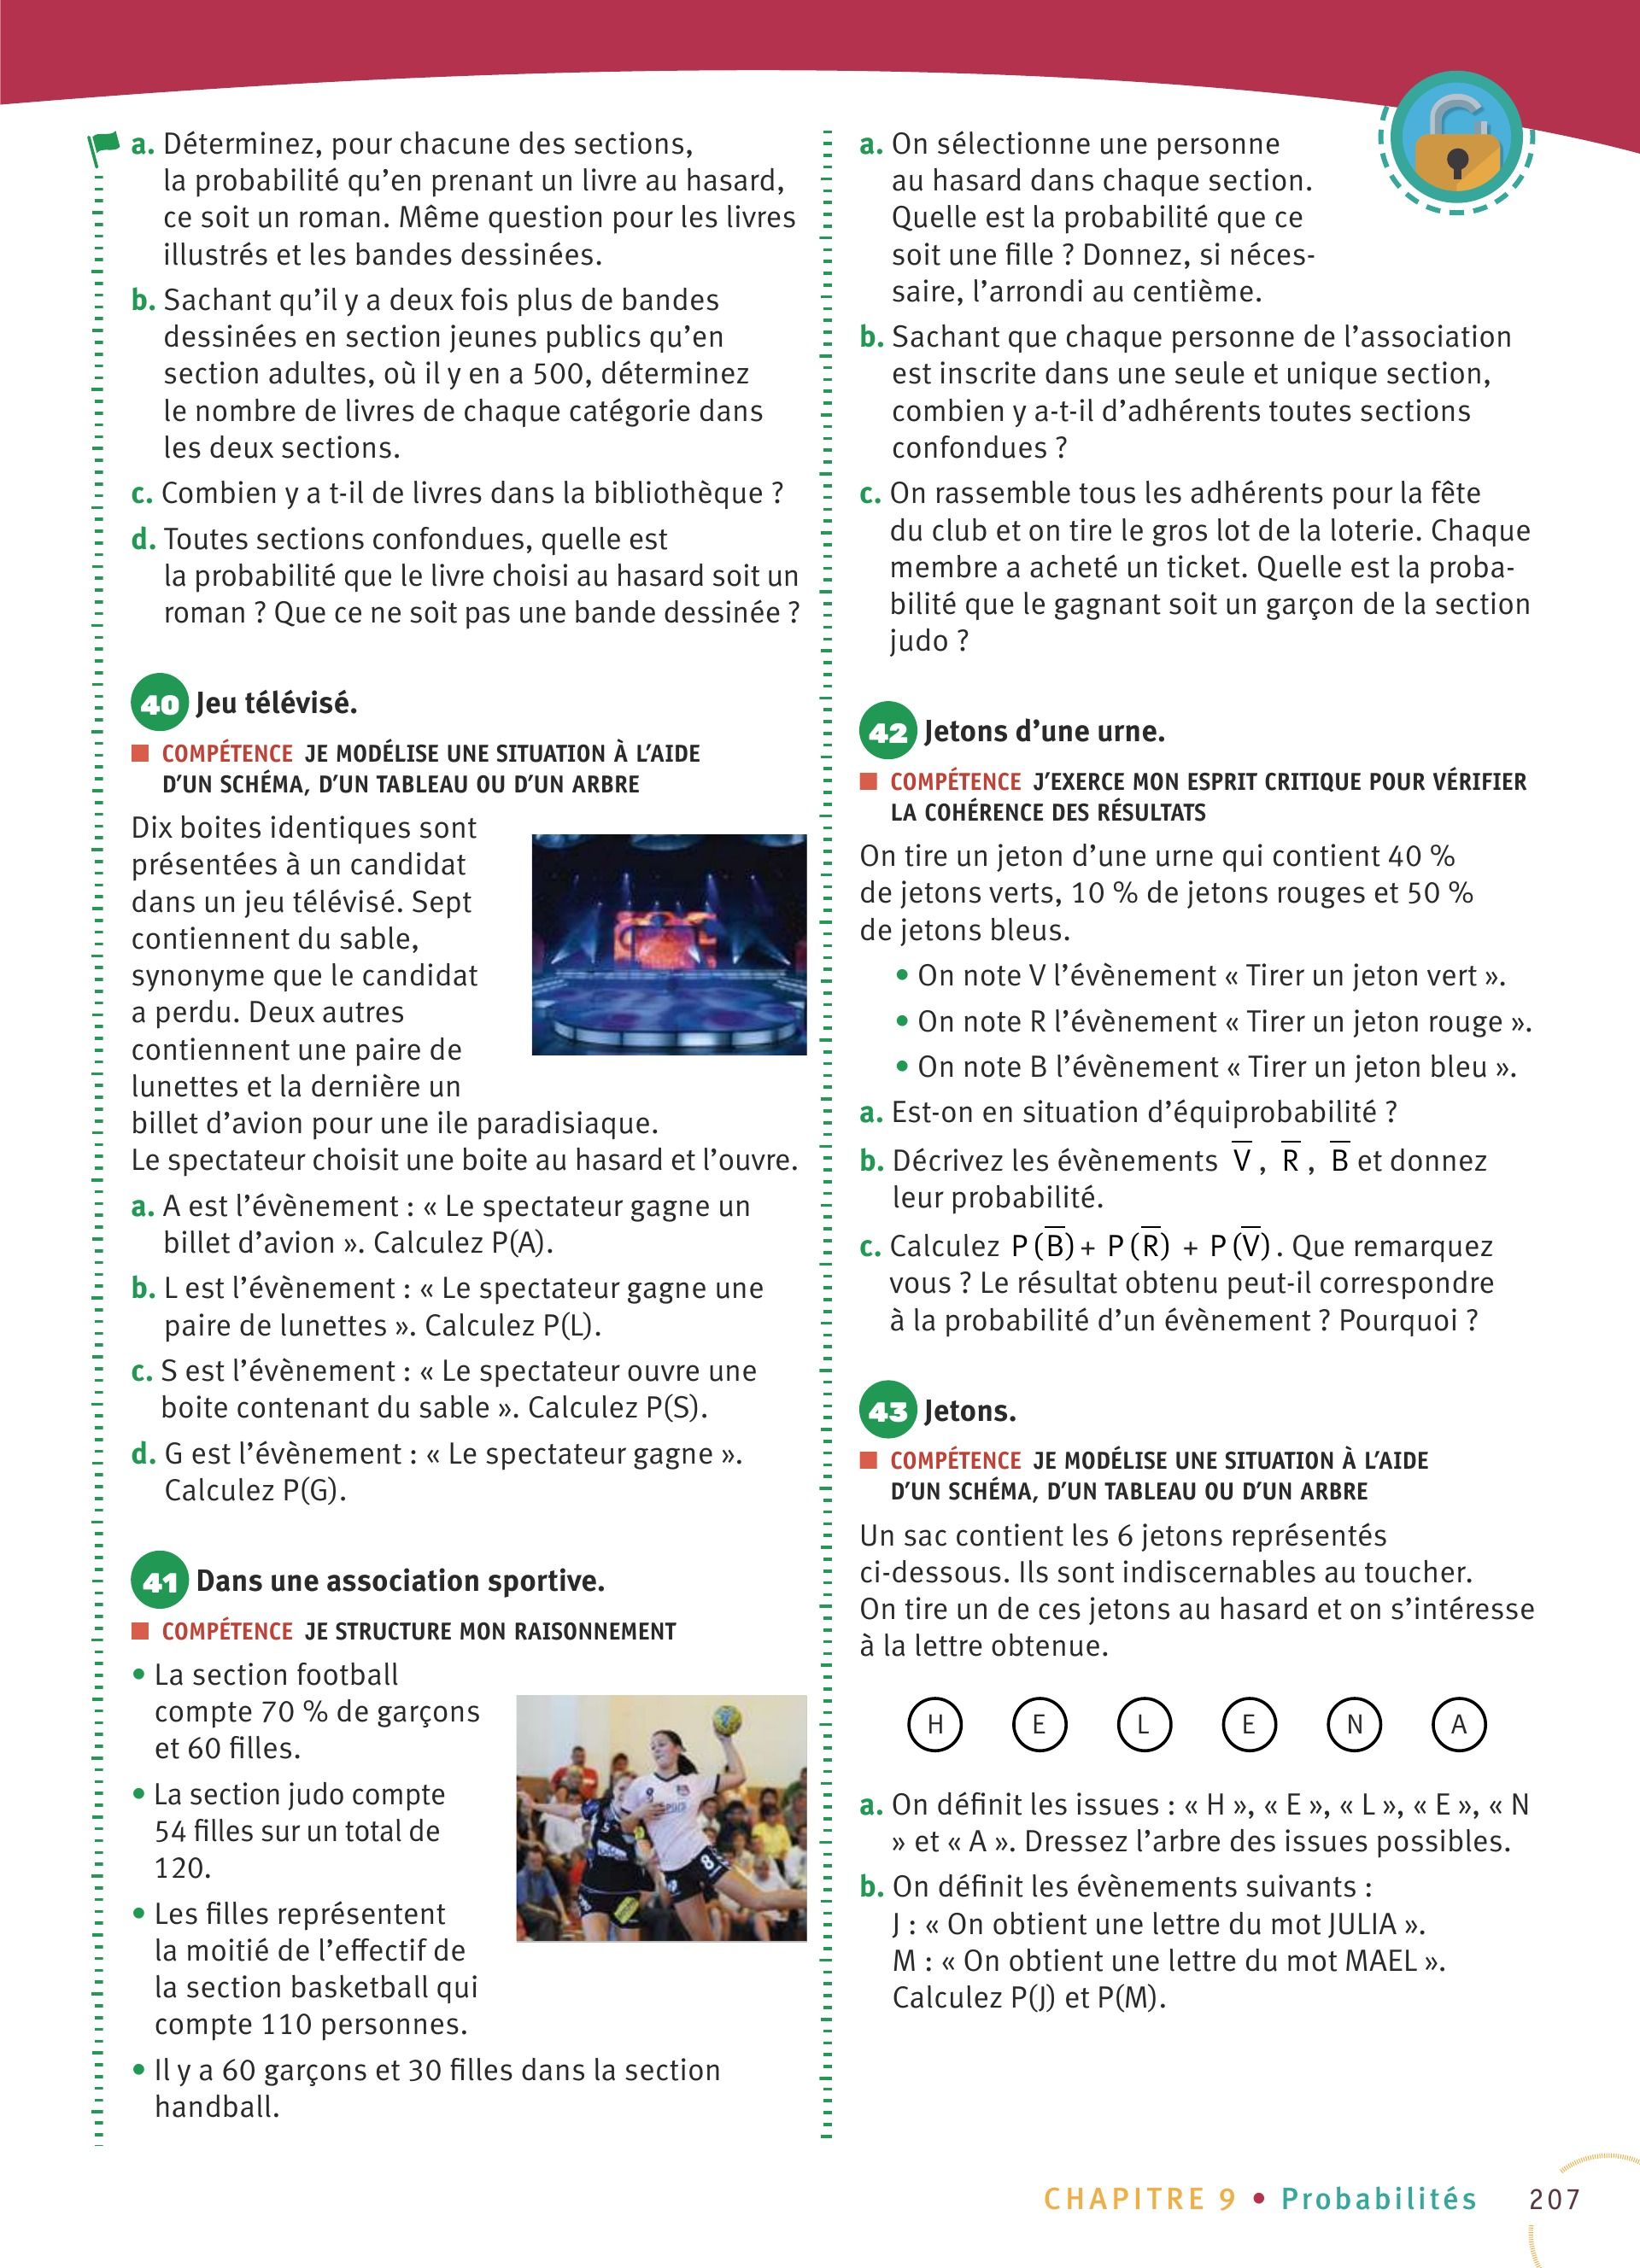 a. Déterminez, pour chacune des sections,
la probabilité qu’en prenant un livre au hasard,
ce soit un roman. Même question pour les livres
illustrés et les bandes dessinées.
b. Sachant qu’il y a deux fois plus de bandes
dessinées en section jeunes publics qu’en
section adultes, où il y en a 500, déterminez
le nombre de livres de chaque catégorie dans
les deux sections.
c. Combien y a t-il de livres dans la bibliothèque ?
d. Toutes sections confondues, quelle est
la probabilité que le livre choisi au hasard soit un
roman ? Que ce ne soit pas une bande dessinée ?
40 Jeu télévisé.
COMPÉTENCE JE MODÉLISE UNE SITUATION À L’AIDE
D’UN SCHÉMA, D’UN TABLEAU OU D’UN ARBRE
Dix boites identiques sont
présentées à un candidat
dans un jeu télévisé. Sept
contiennent du sable,
synonyme que le candidat
a perdu. Deux autres
contiennent une paire de
lunettes et la dernière un
billet d’avion pour une ile paradisiaque.
Le spectateur choisit une boite au hasard et l’ouvre.
a. A est l’évènement : « Le spectateur gagne un
billet d’avion ». Calculez P(A).
b. L est l’évènement : « Le spectateur gagne une
paire de lunettes ». Calculez P(L).
c. S est l’évènement : « Le spectateur ouvre une
boite contenant du sable ». Calculez P(S).
d. G est l’évènement : « Le spectateur gagne ».
Calculez P(G).
41 Dans une association sportive.
COMPÉTENCE JE STRUCTURE MON RAISONNEMENT
• La section football
compte 70 % de garçons
et 60 filles.
• La section judo compte
54 filles sur un total de
120.
• Les filles représentent
la moitié de l’effectif de
la section basketball qui
compte 110 personnes.
• Il y a 60 garçons et 30 filles dans la section
handball.
a. On sélectionne une personne
au hasard dans chaque section.
Quelle est la probabilité que ce
soit une fille ? Donnez, si néces-
saire, l’arrondi au centième.
b. Sachant que chaque personne de l’association
est inscrite dans une seule et unique section,
combien y a-t-il d’adhérents toutes sections
confondues ?
c. On rassemble tous les adhérents pour la fête
du club et on tire le gros lot de la loterie. Chaque
membre a acheté un ticket. Quelle est la proba-
bilité que le gagnant soit un garçon de la section
judo ?
42 Jetons d’une urne.
COMPÉTENCE J’EXERCE MON ESPRIT CRITIQUE POUR VÉRIFIER
LA COHÉRENCE DES RÉSULTATS
On tire un jeton d’une urne qui contient 40 %
de jetons verts, 10 % de jetons rouges et 50 %
de jetons bleus.
• On note V l’évènement « Tirer un jeton vert ».
• On note R l’évènement « Tirer un jeton rouge ».
• On note B l’évènement « Tirer un jeton bleu ».
a. Est-on en situation d’équiprobabilité ?
b. Décrivez les évènements V̅, R̅, B̅ et donnez
leur probabilité.
c. Calculez P(B̅) + P(R̅) + P(V̅). Que remarquez
vous ? Le résultat obtenu peut-il correspondre
à la probabilité d’un évènement ? Pourquoi ?
43 Jetons.
COMPÉTENCE JE MODÉLISE UNE SITUATION À L’AIDE
D’UN SCHÉMA, D’UN TABLEAU OU D’UN ARBRE
Un sac contient les 6 jetons représentés
ci-dessous. Ils sont indiscernables au toucher.
On tire un de ces jetons au hasard et on s’intéresse
à la lettre obtenue.
H E L E N A
a. On définit les issues : « H », « E », « L », « E », « N
» et « A ». Dressez l’arbre des issues possibles.
b. On définit les évènements suivants :
J : « On obtient une lettre du mot JULIA ».
M : « On obtient une lettre du mot MAEL ».
Calculez P(J) et P(M).
CHAPITRE 9 • Probabilités 207